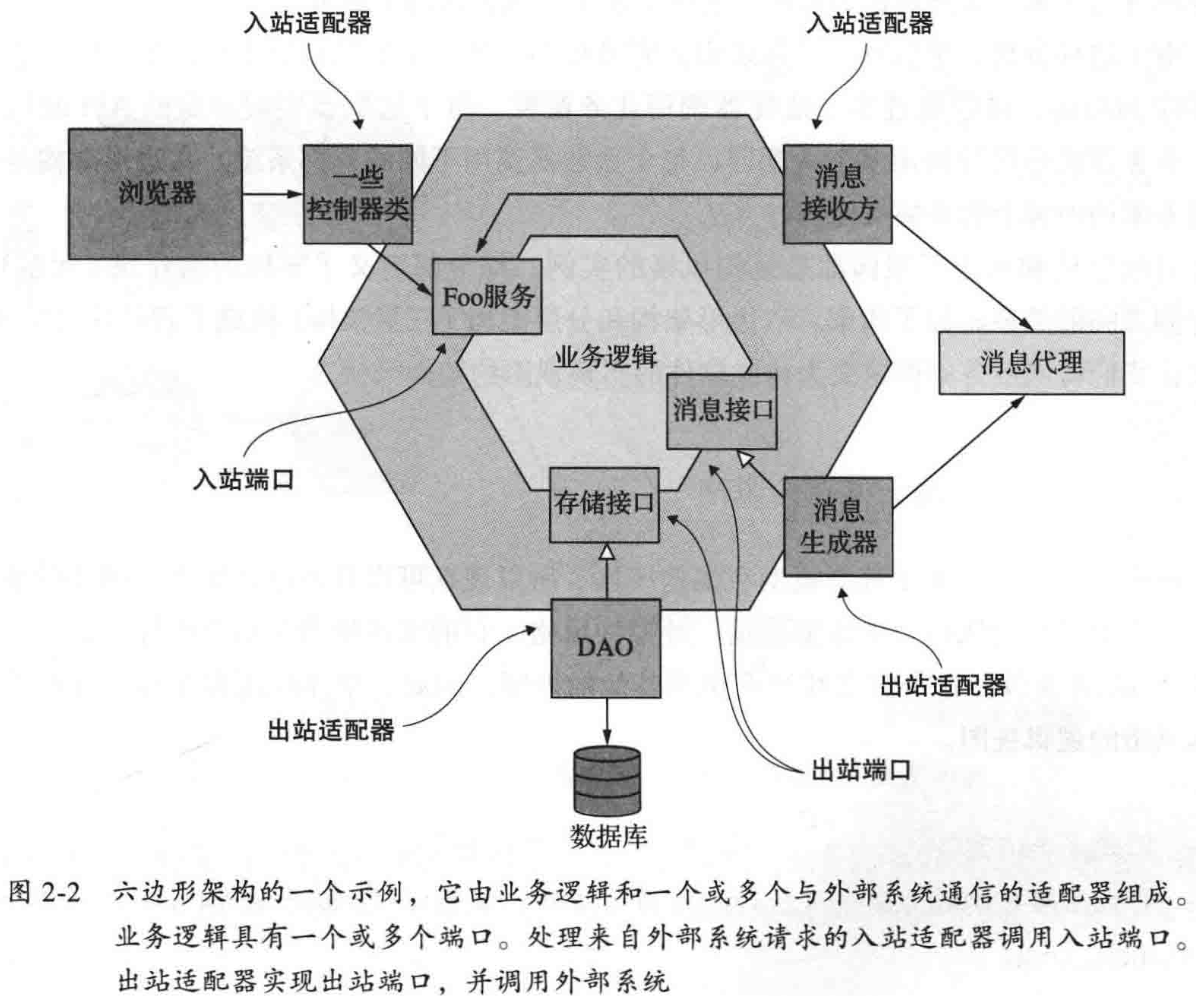 入站适配器
入站适配器
浏览器
一些
控制器类
消息
接收方
Foo服务
业务逻辑
消息代理
消息接口
入站端口
存储接口
消息
生成器
DAO
出站适配器
出站适配器
出站端口
数据库
图 2-2 六边形架构的一个示例，它由业务逻辑和一个或多个与外部系统通信的适配器组成。
业务逻辑具有一个或多个端口。处理来自外部系统请求的入站适配器调用入站端口。
出站适配器实现出站端口，并调用外部系统